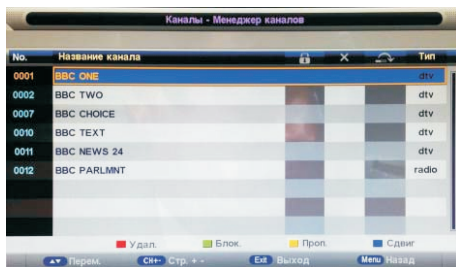 Каналы - Менеджер каналов
No. Название канала Тип
0001 BBC ONE dtv
0002 BBC TWO dtv
0007 BBC CHOICE dtv
0010 BBC TEXT dtv
0011 BBC NEWS 24 dtv
0012 BBC PARLMNT radio
Удал. Блок. Проп. Сдвиг
Перем. CH+- Стр. + - Exit Выход Menu Назад